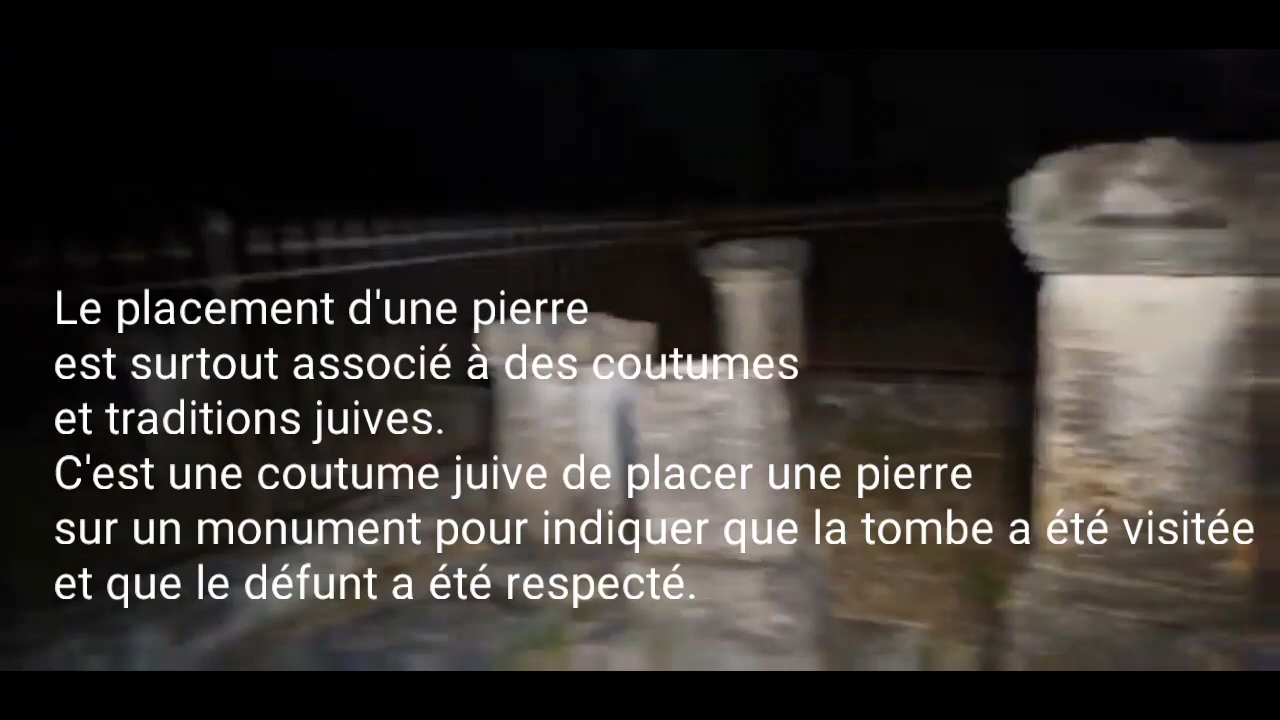 Le placement d'une pierre
est surtout associé à des coutumes
et traditions juives.
C'est une coutume juive de placer une pierre
sur un monument pour indiquer que la tombe a été visitée
et que le défunt a été respecté.